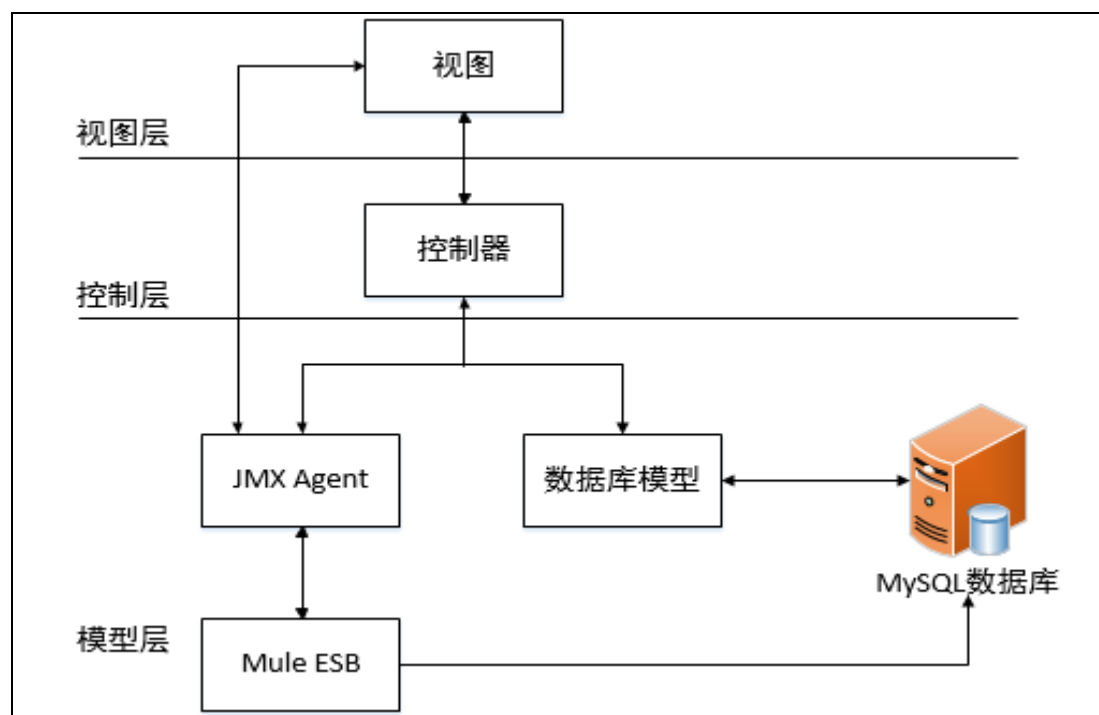 视图
视图层
控制器
控制层
JMX Agent
数据库模型
MySQL数据库
模型层
Mule ESB